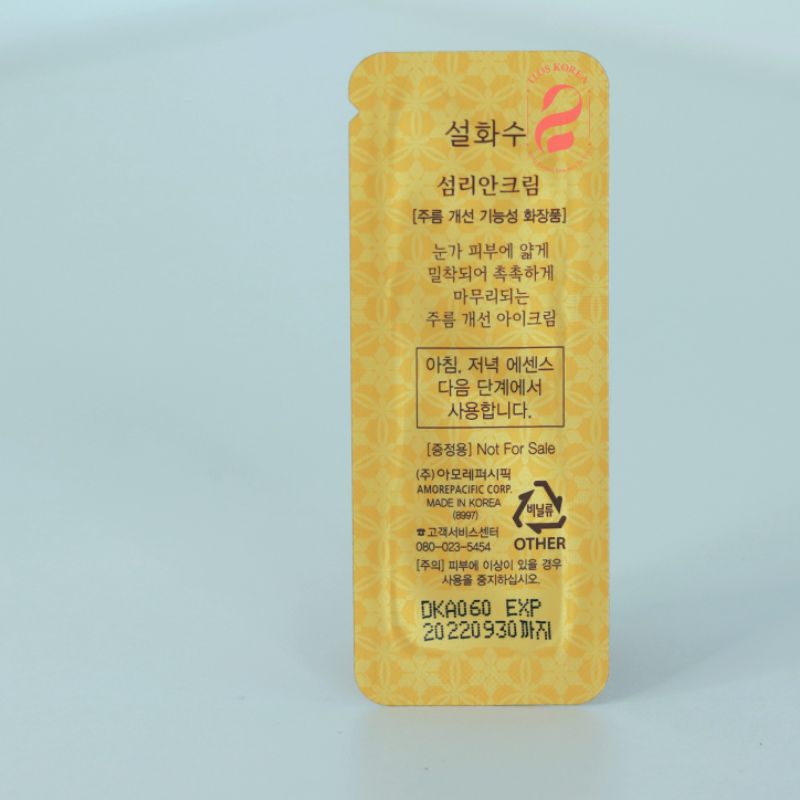 LLOS KOREA
설화수
섬리안크림
[주름 개선 기능성 화장품]
눈가 피부에 얇게
밀착되어 촉촉하게
마무리되는
주름 개선 아이크림
아침, 저녁 에센스
다음 단계에서
사용합니다.
[증정용] Not For Sale
(주)아모레퍼시픽
AMOREPACIFIC CORP.
MADE IN KOREA
(8997)
☎고객서비스센터
080-023-5454
비닐류
OTHER
[주의] 피부에 이상이 있을 경우
사용을 중지하십시오.
DKA060 EXP
20220930까지